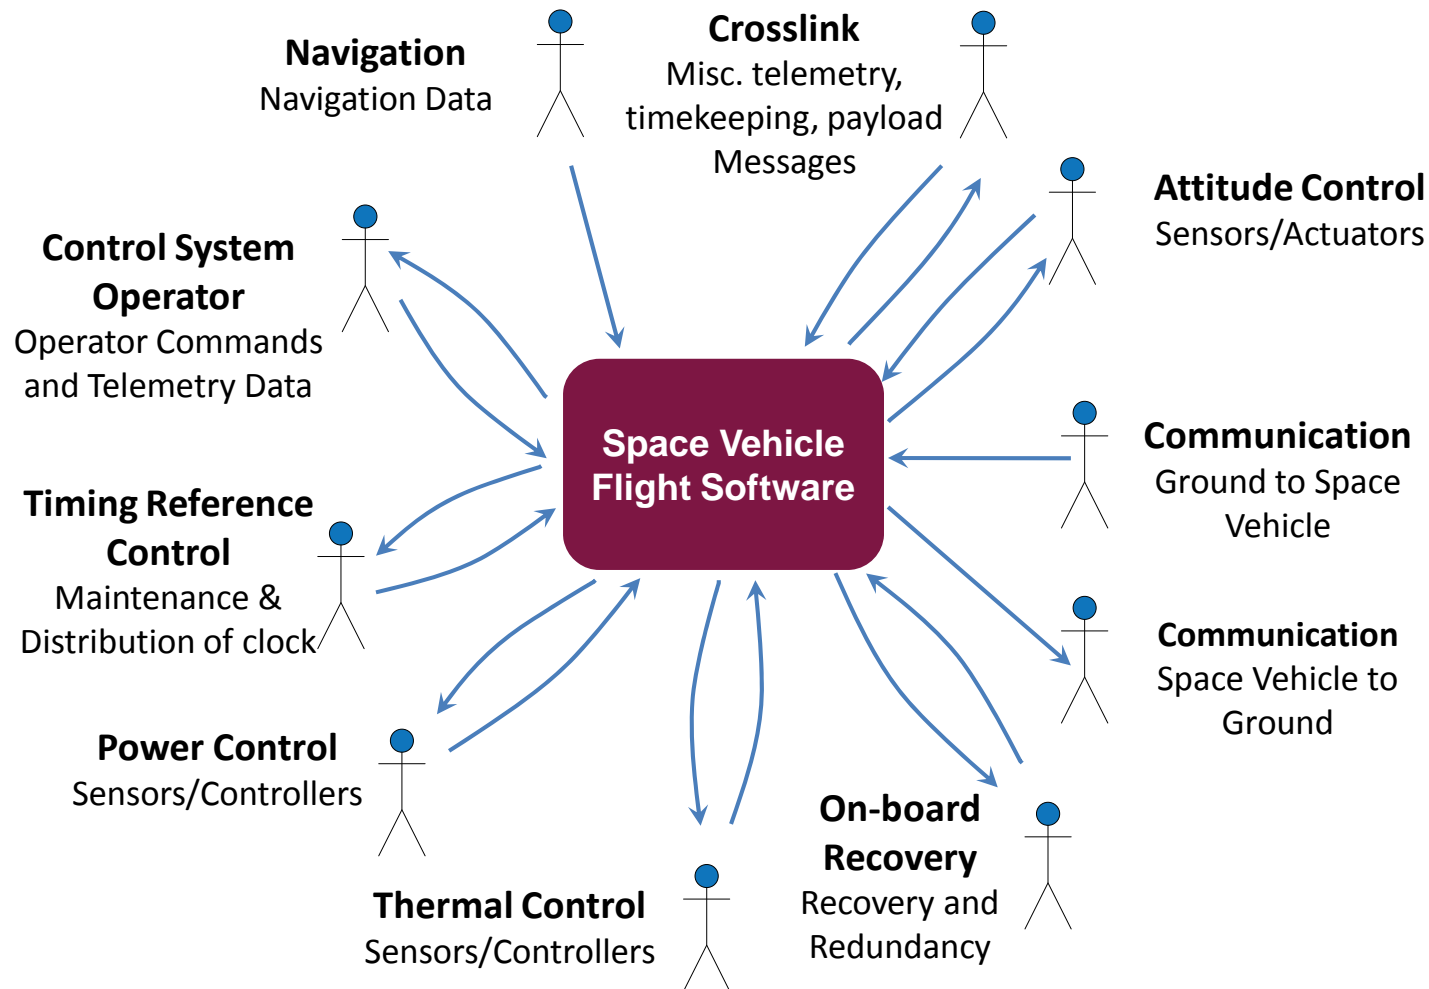 Navigation
Navigation Data
Crosslink
Misc. telemetry,
timekeeping, payload
Messages
Attitude Control
Sensors/Actuators
Control System
Operator
Operator Commands
and Telemetry Data
Space Vehicle
Flight Software
Communication
Ground to Space
Vehicle
Timing Reference
Control
Maintenance &
Distribution of clock
Communication
Space Vehicle to
Ground
Power Control
Sensors/Controllers
On-board
Recovery
Recovery and
Redundancy
Thermal Control
Sensors/Controllers